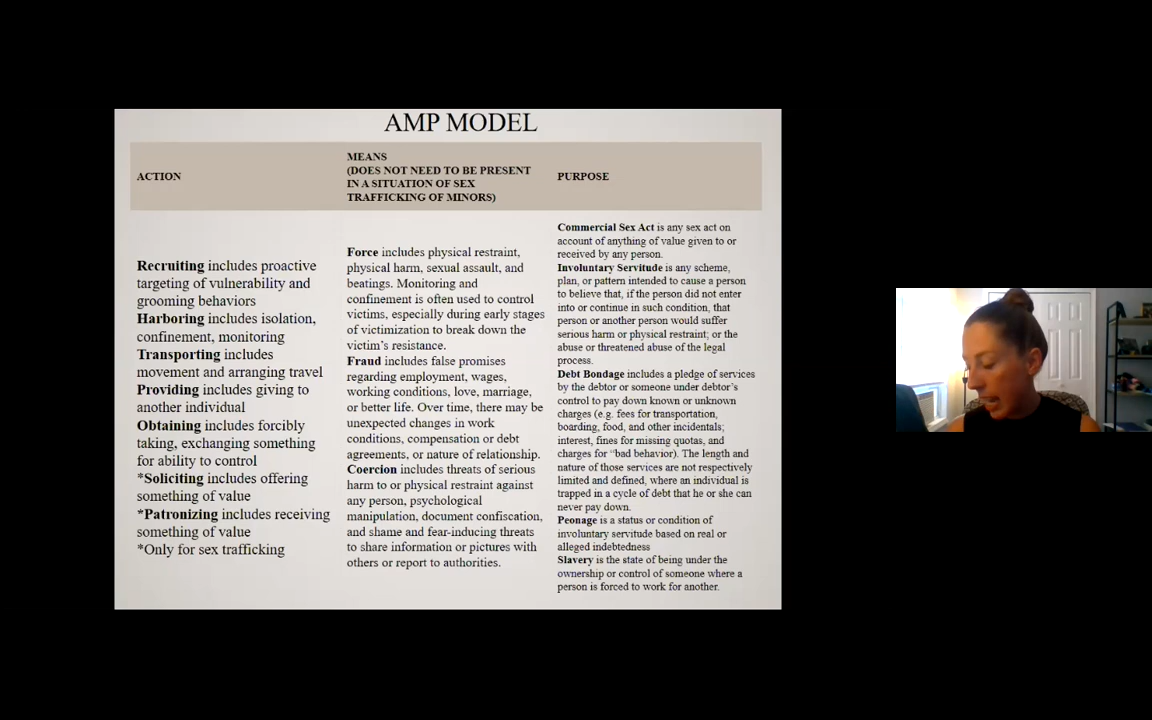 AMP MODEL
ACTION
MEANS
(DOES NOT NEED TO BE PRESENT
IN A SITUATION OF SEX
TRAFFICKING OF MINORS)
PURPOSE
Recruiting includes proactive
targeting of vulnerability and
grooming behaviors
Harboring includes isolation,
confinement, monitoring
Transporting includes
movement and arranging travel
Providing includes giving to
another individual
Obtaining includes forcibly
taking, exchanging something
for ability to control
*Soliciting includes offering
something of value
*Patronizing includes receiving
something of value
*Only for sex trafficking
Force includes physical restraint,
physical harm, sexual assault, and
beatings. Monitoring and
confinement is often used to control
victims, especially during early stages
of victimization to break down the
victim’s resistance.
Fraud includes false promises
regarding employment, wages,
working conditions, love, marriage,
or better life. Over time, there may be
unexpected changes in work
conditions, compensation or debt
agreements, or nature of relationship.
Coercion includes threats of serious
harm to or physical restraint against
any person, psychological
manipulation, document confiscation,
and shame and fear-inducing threats
to share information or pictures with
others or report to authorities.
Commercial Sex Act is any sex act on
account of anything of value given to or
received by any person.
Involuntary Servitude is any scheme,
plan, or pattern intended to cause a person
to believe that, if the person did not enter
into or continue in such condition, that
person or another person would suffer
serious harm or physical restraint; or the
abuse or threatened abuse of the legal
process.
Debt Bondage includes a pledge of services
by the debtor or someone under debtor’s
control to pay down known or unknown
charges (e.g. fees for transportation,
boarding, food, and other incidentals;
interest, fines for missing quotas, and
charges for “bad behavior). The length and
nature of those services are not respectively
limited and defined, where an individual is
trapped in a cycle of debt that he or she can
never pay down.
Peonage is a status or condition of
involuntary servitude based on real or
alleged indebtedness
Slavery is the state of being under the
ownership or control of someone where a
person is forced to work for another.